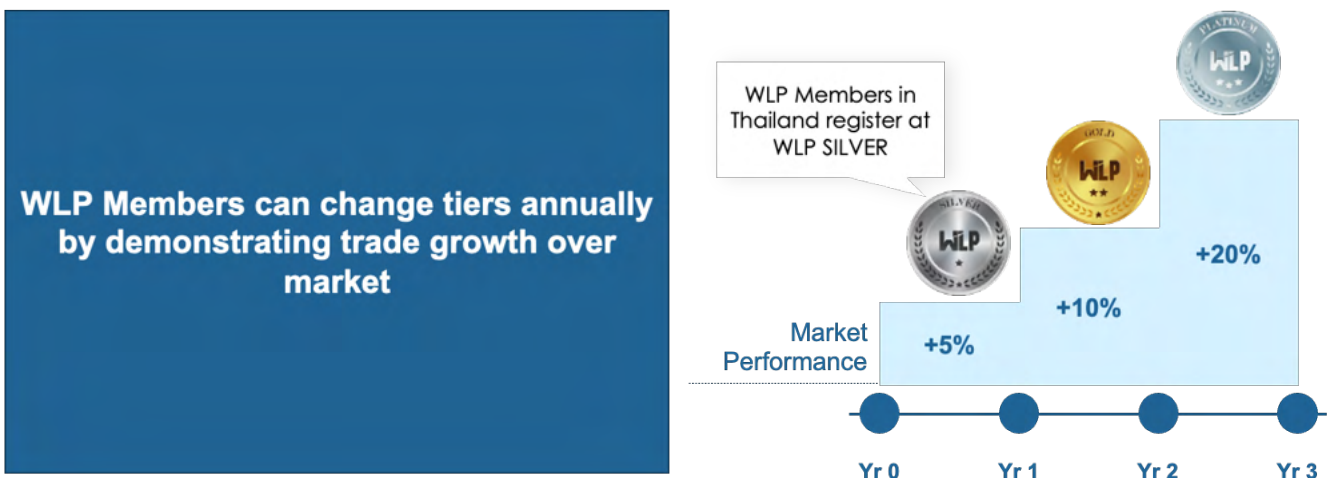 WLP Members can change tiers annually
by demonstrating trade growth over
market
WLP Members in
Thailand register at
WLP SILVER
PLATINUM
WLP
GOLD
WLP
SILVER
WLP
+20%
+10%
+5%
Market
Performance
Yr 0
Yr 1
Yr 2
Yr 3